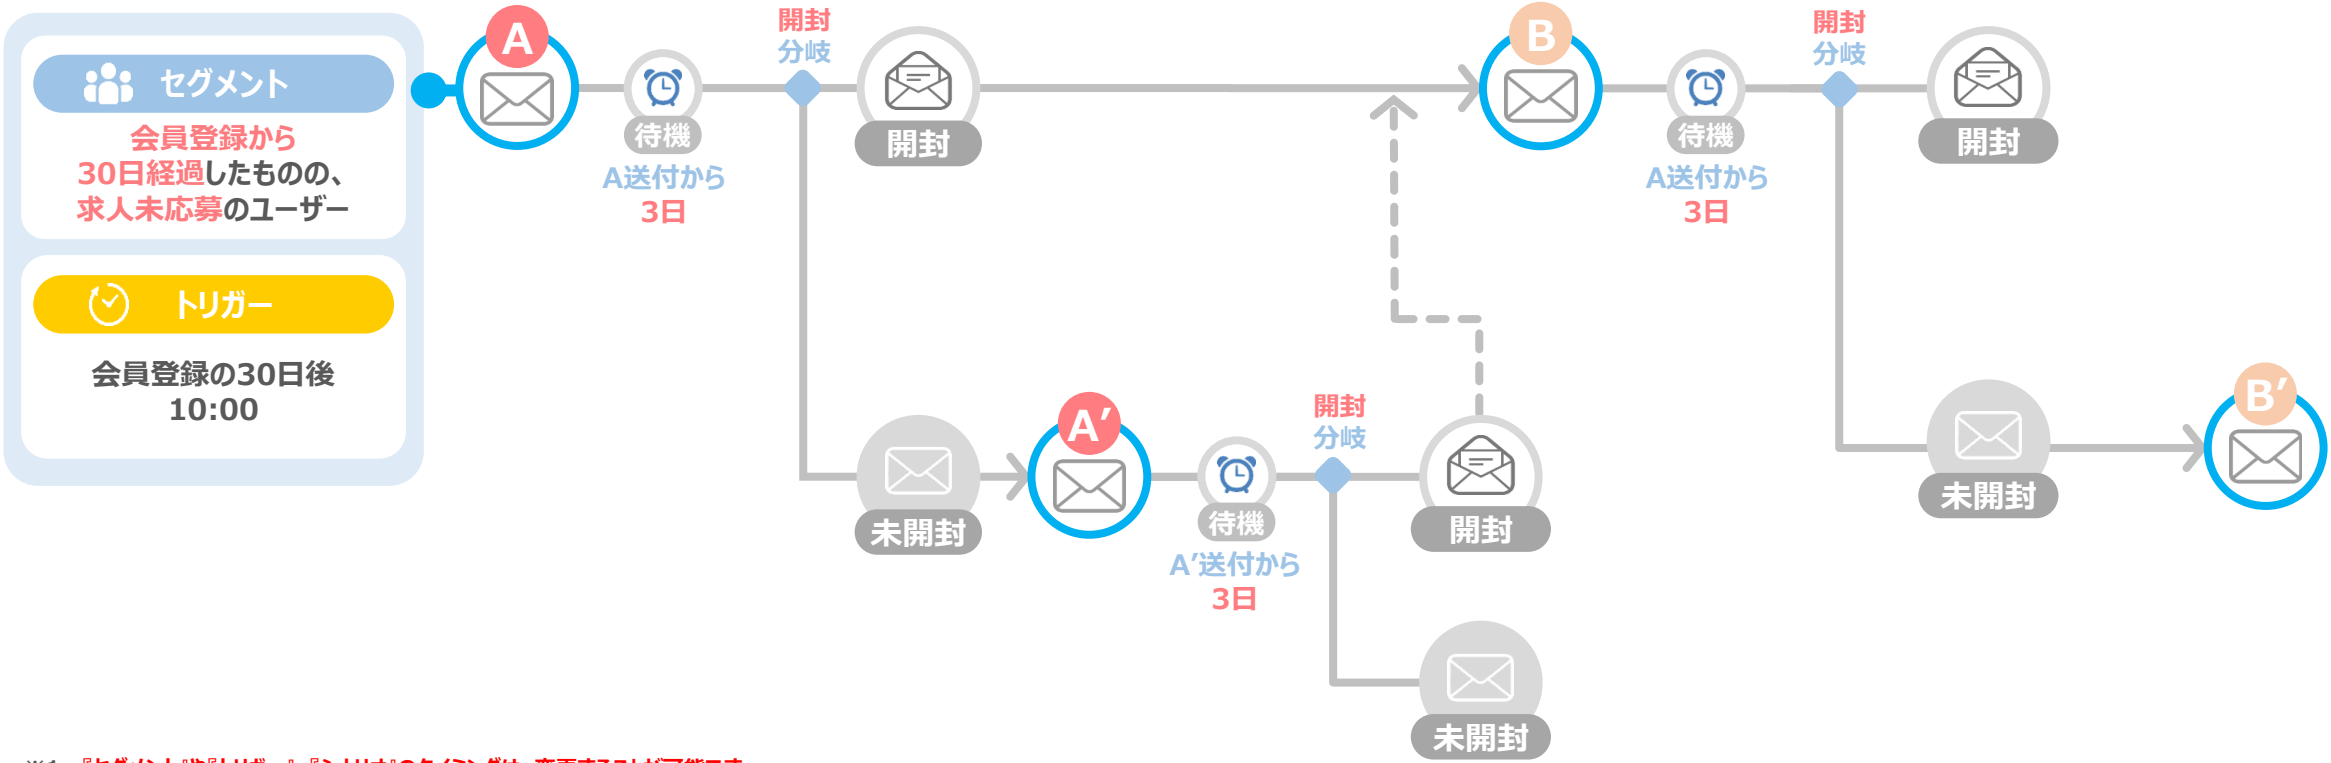 セグメント
会員登録から
30日経過したものの、
求人未応募のユーザー
トリガー
会員登録の30日後
10:00
A
待機
A送付から
3日
開封
分岐
開封
B
待機
A送付から
3日
開封
分岐
開封
未開封
A′
待機
A′送付から
3日
開封
分岐
開封
未開封
未開封
B′